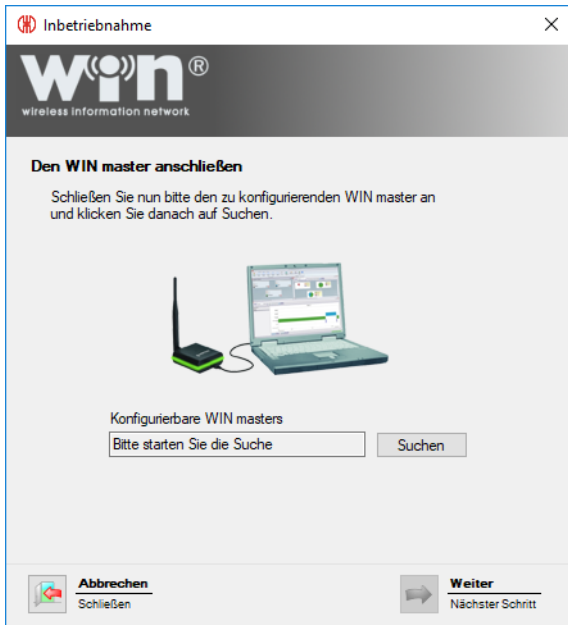 Inbetriebnahme
WIN®
wireless information network
Den WIN master anschließen
Schließen Sie nun bitte den zu konfigurierenden WIN master an
und klicken Sie danach auf Suchen.
Konfigurierbare WIN masters
Bitte starten Sie die Suche
Suchen
Abbrechen
Schließen
Weiter
Nächster Schritt